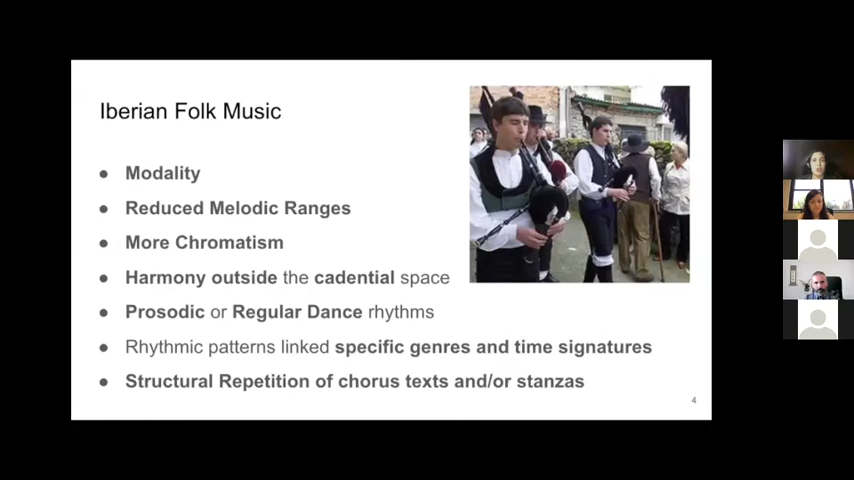 Iberian Folk Music
● Modality
● Reduced Melodic Ranges
● More Chromatism
● Harmony outside the cadential space
● Prosodic or Regular Dance rhythms
● Rhythmic patterns linked specific genres and time signatures
● Structural Repetition of chorus texts and/or stanzas
4